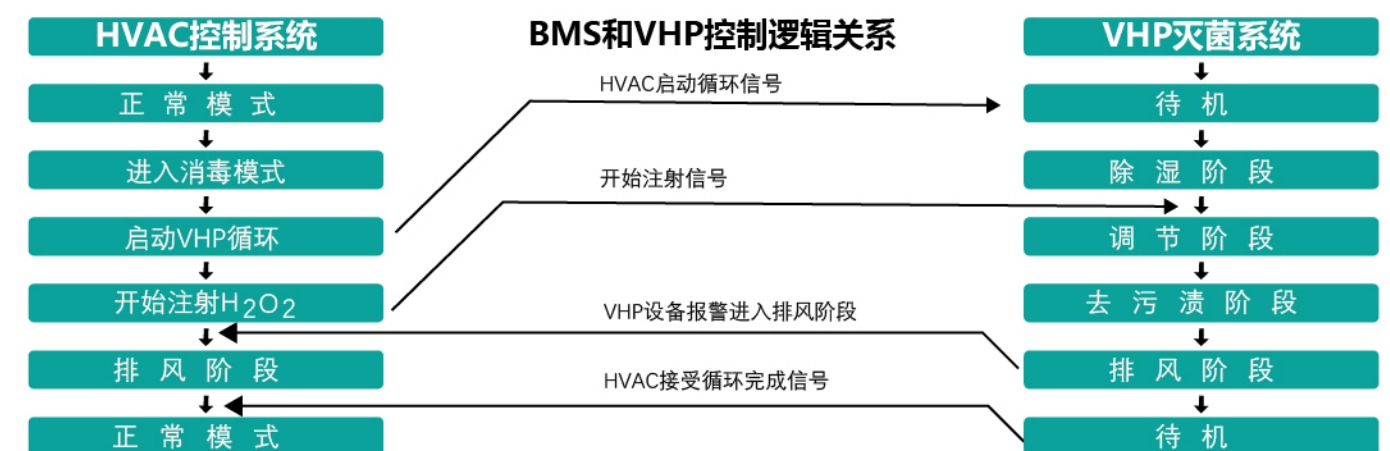 HVAC控制系统
BMS和VHP控制逻辑关系
VHP灭菌系统
HVAC启动循环信号
正常模式
待机
进入消毒模式
开始注射信号
除湿阶段
启动VHP循环
调节阶段
开始注射H2O2
VHP设备报警进入排风阶段
去污渍阶段
排风阶段
HVAC接受循环完成信号
排风阶段
正常模式
待机